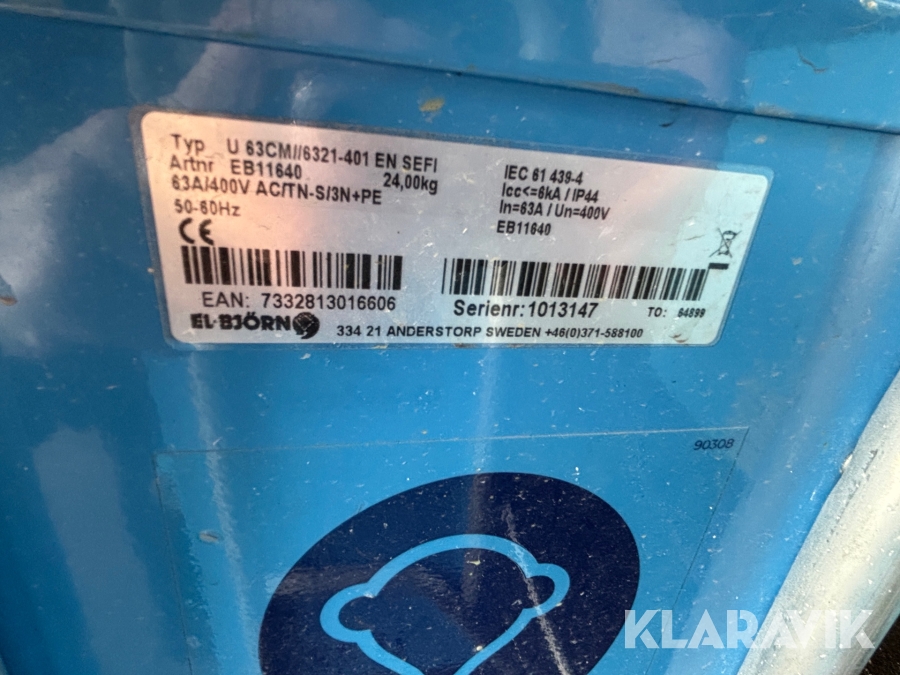 Typ U 63CM//6321-401 EN SEFI
Artnr EB11640 24,00kg
63A/400V AC/TN-S/3N+PE
50-60Hz
CE
IEC 61 439-4
Icc<=6kA / IP44
In=63A / Un=400V
EB11640
EAN: 7332813016606
Serienr:1013147 TO: 64899
EL·BJÖRN
334 21 ANDERSTORP SWEDEN +46(0)371-588100
90308
KLARAVIK